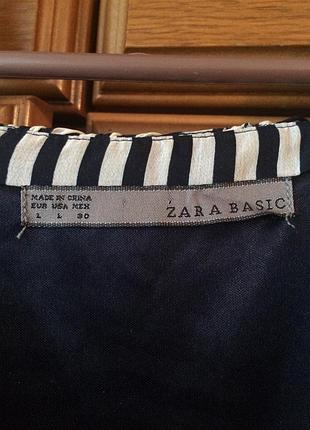 MADE IN CHINA
EUR USA MEX
L L 30
ZARA BASIC